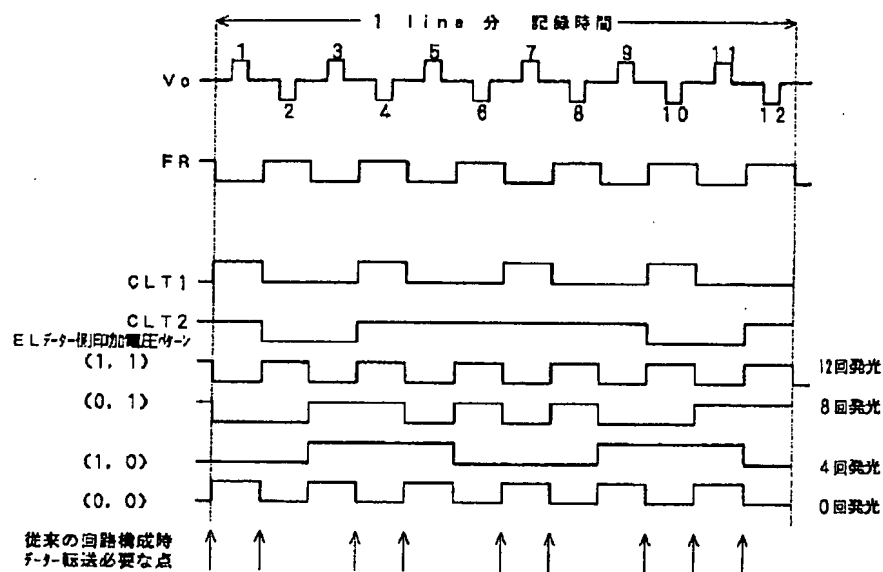 1 line 分 記録時間
1 3 5 7 9 11
Vo
2 4 6 8 10 12
FR
CLT1
CLT2
ELデーター側印加電圧パターン
(1, 1) 12回発光
(0, 1) 8回発光
(1, 0) 4回発光
(0, 0) 0回発光
従来の回路構成時
データー転送必要な点